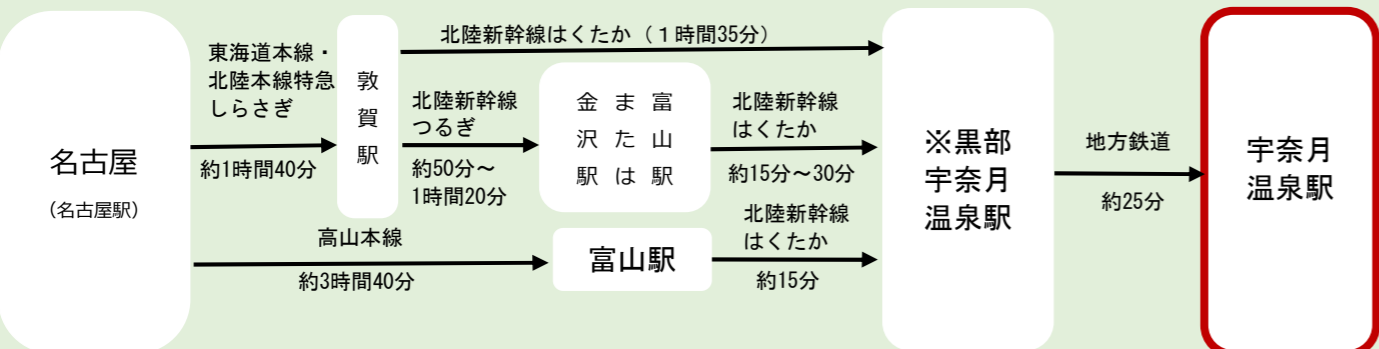 名古屋
(名古屋駅)
東海道本線・
北陸本線特急
しらさぎ
約1時間40分
敦賀駅
北陸新幹線はくたか（１時間35分）
北陸新幹線
つるぎ
約50分～
1時間20分
富山駅
または
金沢駅
北陸新幹線
はくたか
約15分～30分
高山本線
約3時間40分
富山駅
北陸新幹線
はくたか
約15分
※黒部
宇奈月
温泉駅
地方鉄道
約25分
宇奈月
温泉駅